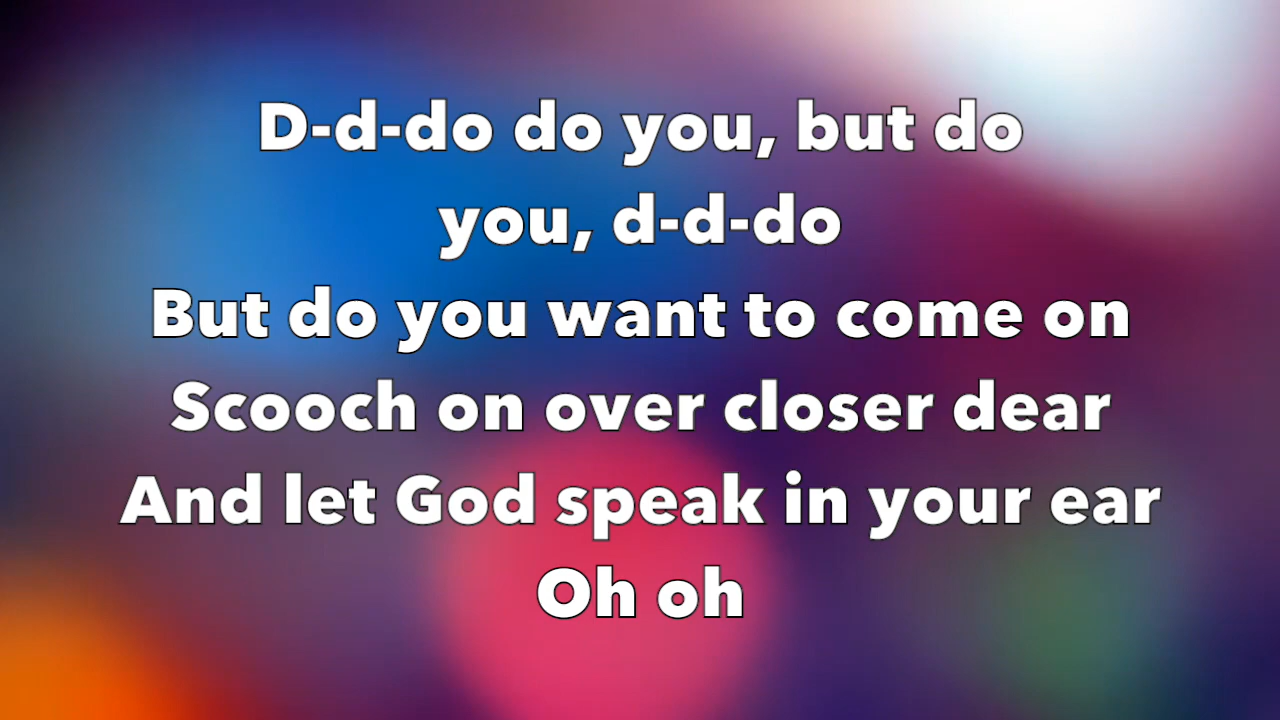 D-d-do do you, but do
you, d-d-do
But do you want to come on
Scooch on over closer dear
And let God speak in your ear
Oh oh